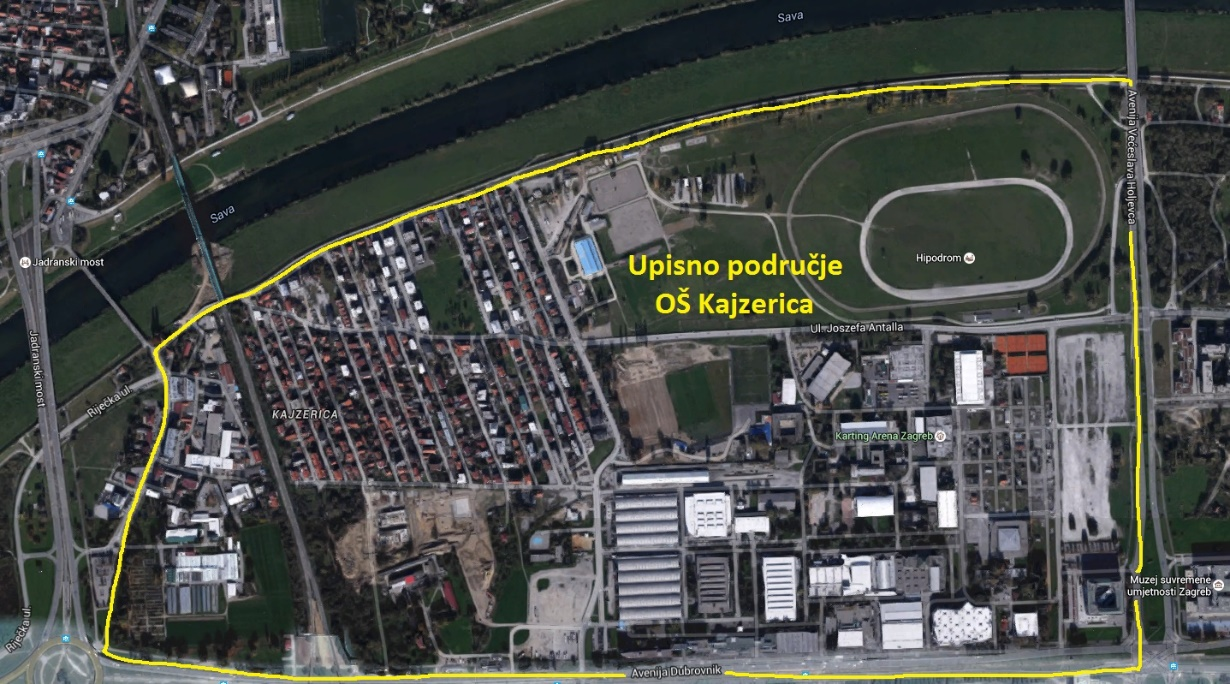 Sava
Sava
Avenija Većeslava Holjevca
Jadranski most
Upisno područje
OŠ Kajzerica
Hipodrom
Ul. Joszefa Antalla
Jadranski most
Riječka ul.
KAJZERICA
Karting Arena Zagreb
Muzej suvremene
umjetnosti Zagreb
Riječka ul.
Avenija Dubrovnik